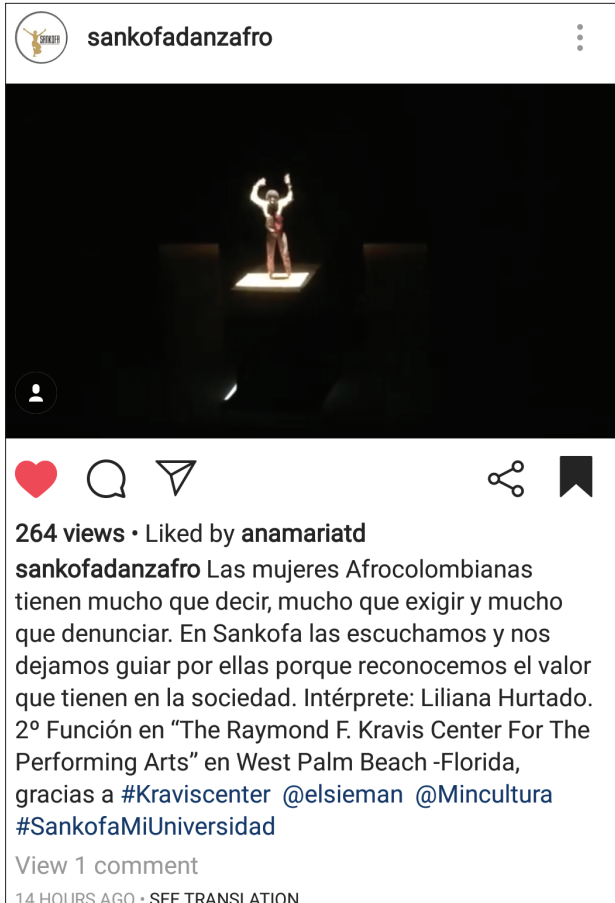 SANKOFA
sankofadanzafro
264 views • Liked by anamariatd
sankofadanzafro Las mujeres Afrocolombianas
tienen mucho que decir, mucho que exigir y mucho
que denunciar. En Sankofa las escuchamos y nos
dejamos guiar por ellas porque reconocemos el valor
que tienen en la sociedad. Intérprete: Liliana Hurtado.
2º Función en “The Raymond F. Kravis Center For The
Performing Arts” en West Palm Beach -Florida,
gracias a #Kraviscenter @elsieman @Mincultura
#SankofaMiUniversidad
View 1 comment
14 HOURS AGO • SEE TRANSLATION